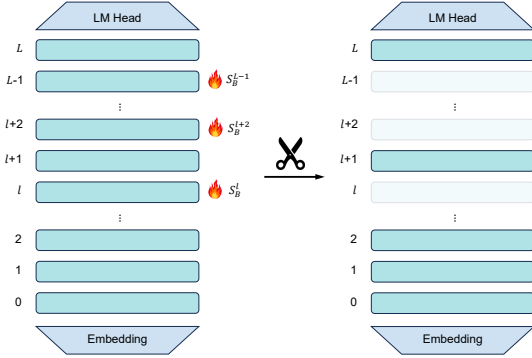 LM Head
LM Head
L
L
L-1
S_B^{L-1}
L-1
⋮
⋮
l+2
S_B^{l+2}
l+2
l+1
l+1
l
S_B^l
l
⋮
⋮
2
2
1
1
0
0
Embedding
Embedding